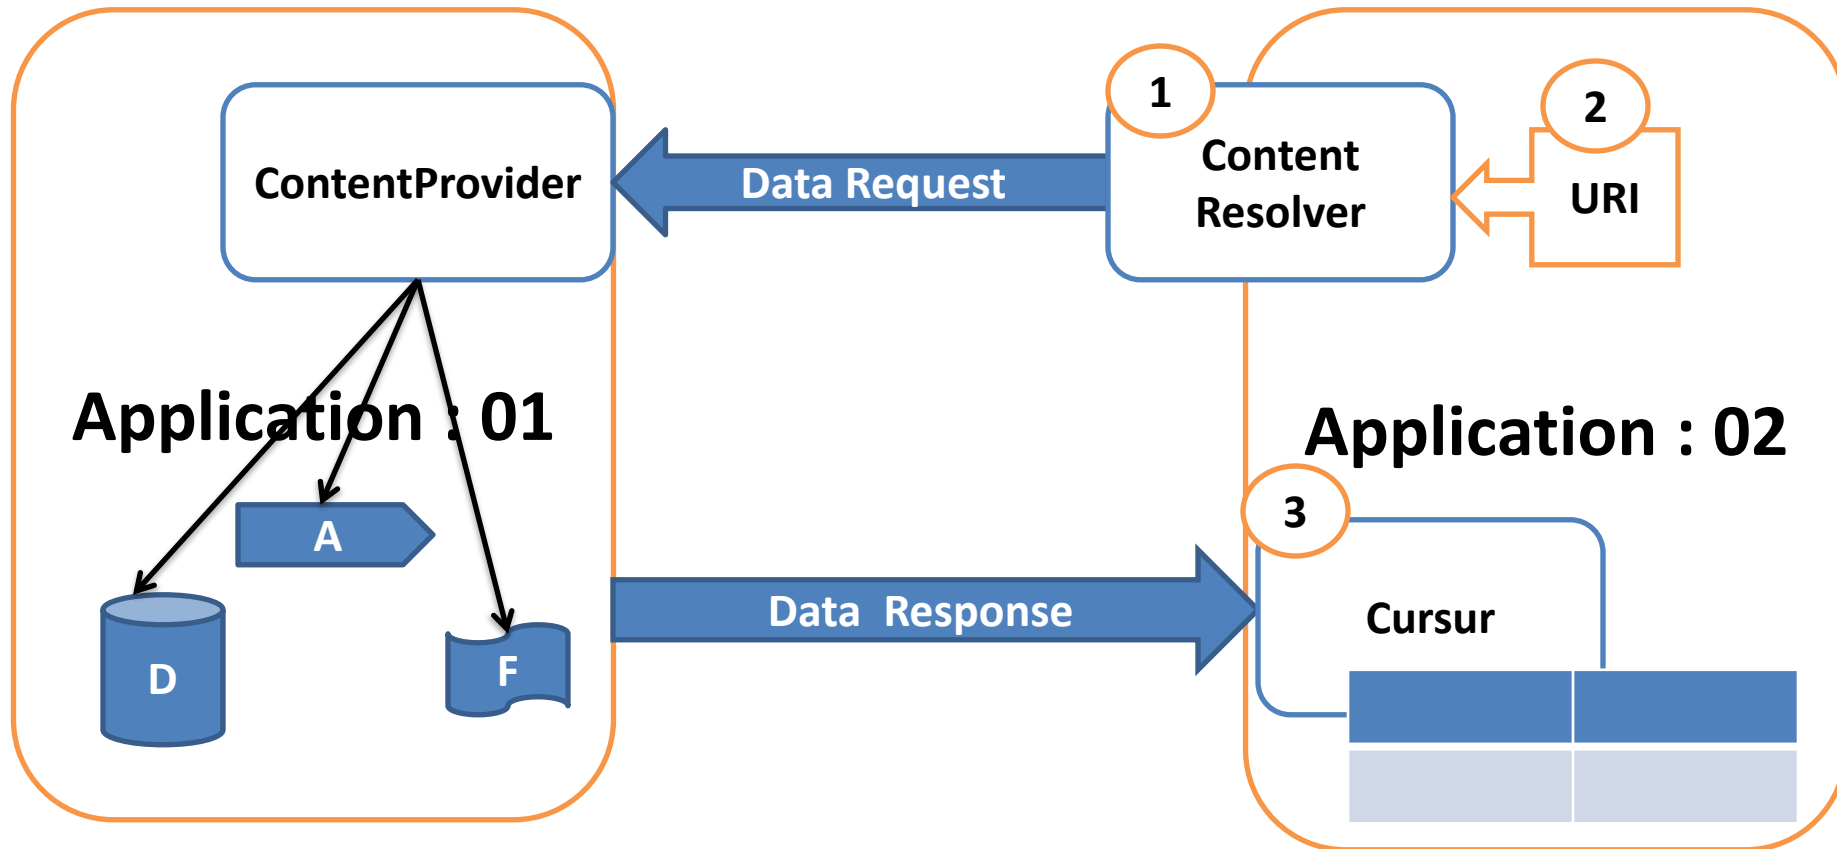 1
2
ContentProvider
Data Request
Content
Resolver
URI
Application : 01
Application : 02
3
A
D
F
Data  Response
Cursur